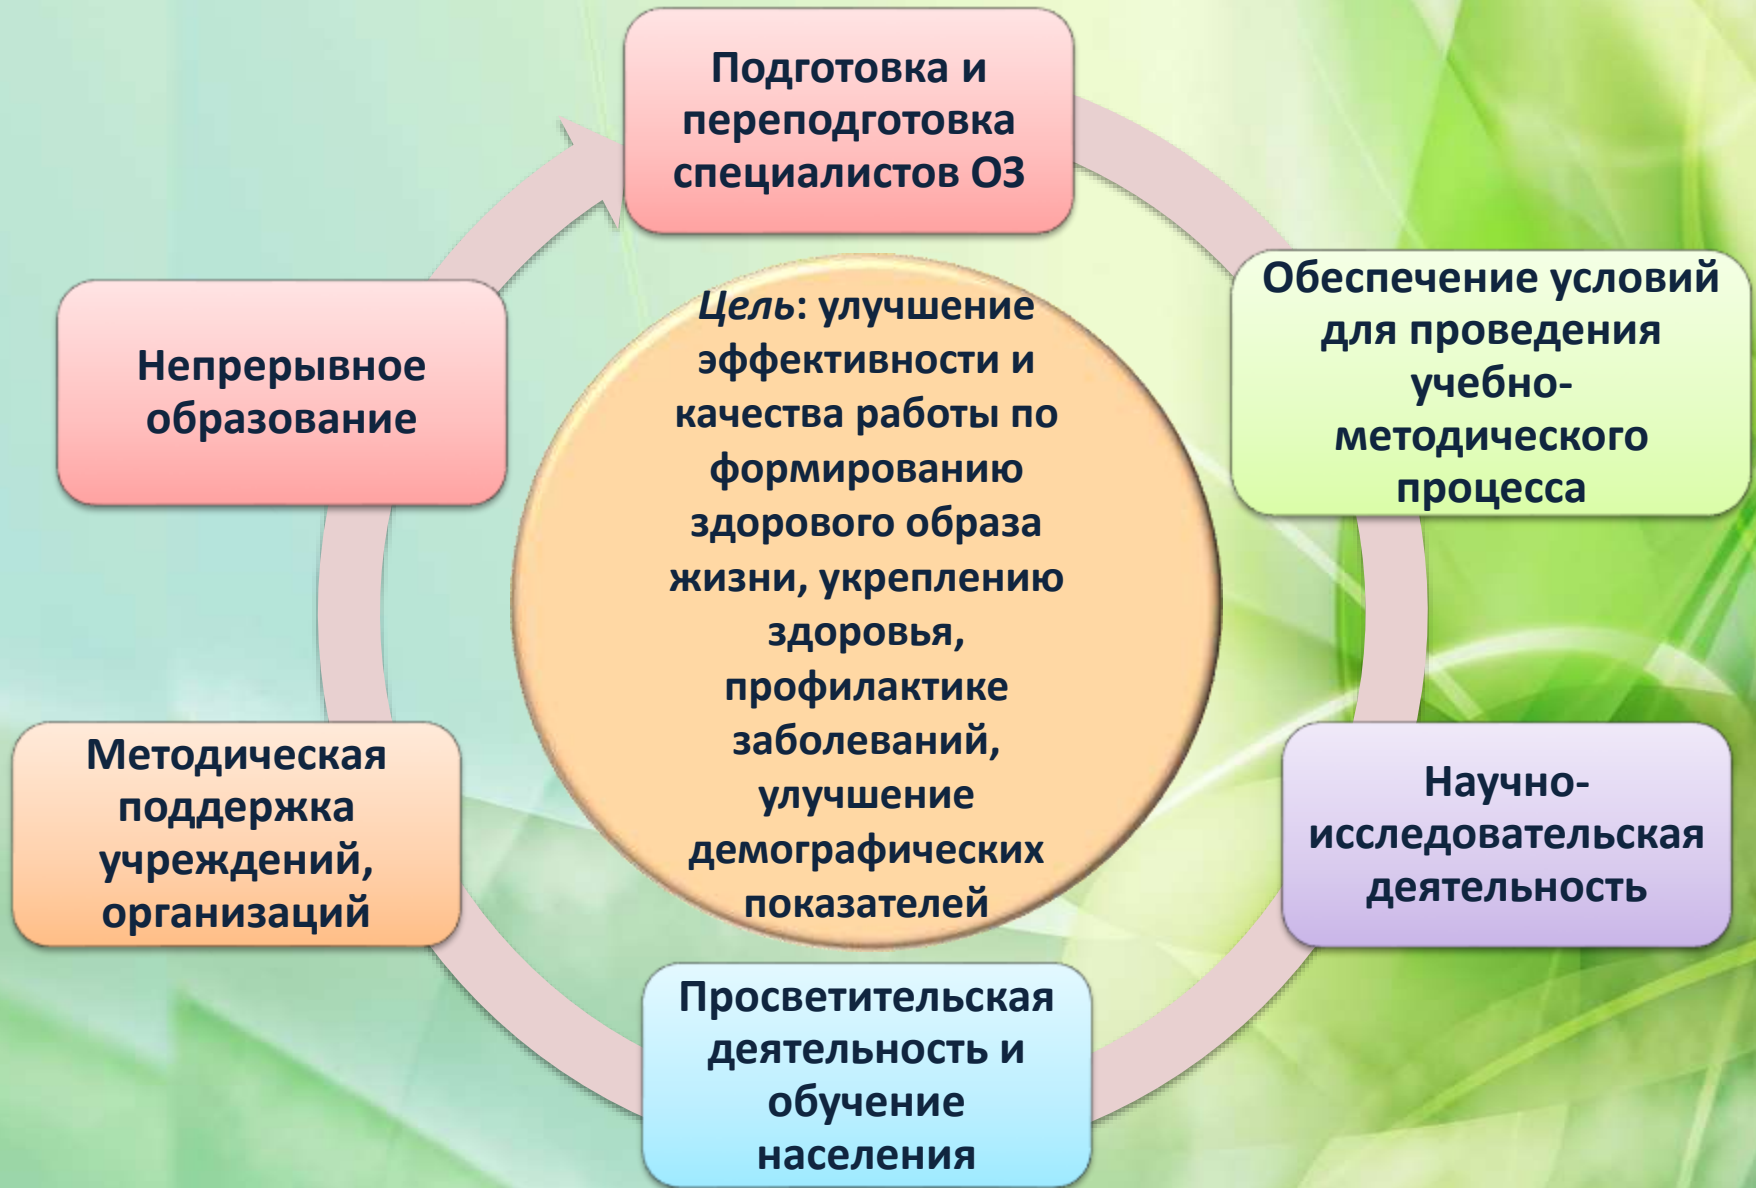 Подготовка и
переподготовка
специалистов ОЗ
Обеспечение условий
для проведения
учебно-
методического
процесса
Научно-
исследовательская
деятельность
Просветительская
деятельность и
обучение
населения
Методическая
поддержка
учреждений,
организаций
Непрерывное
образование
Цель: улучшение
эффективности и
качества работы по
формированию
здорового образа
жизни, укреплению
здоровья,
профилактике
заболеваний,
улучшение
демографических
показателей